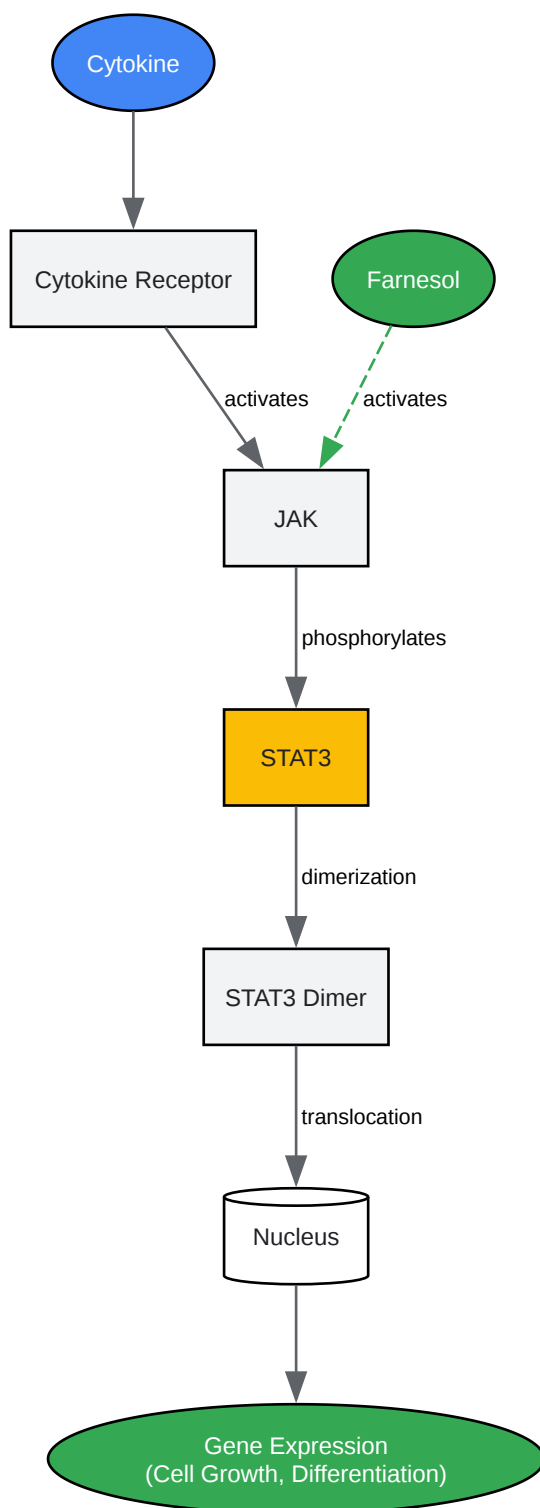 Cytokine
Cytokine Receptor
Farnesol
activates
activates
JAK
phosphorylates
STAT3
dimerization
STAT3 Dimer
translocation
Nucleus
Gene Expression
(Cell Growth, Differentiation)